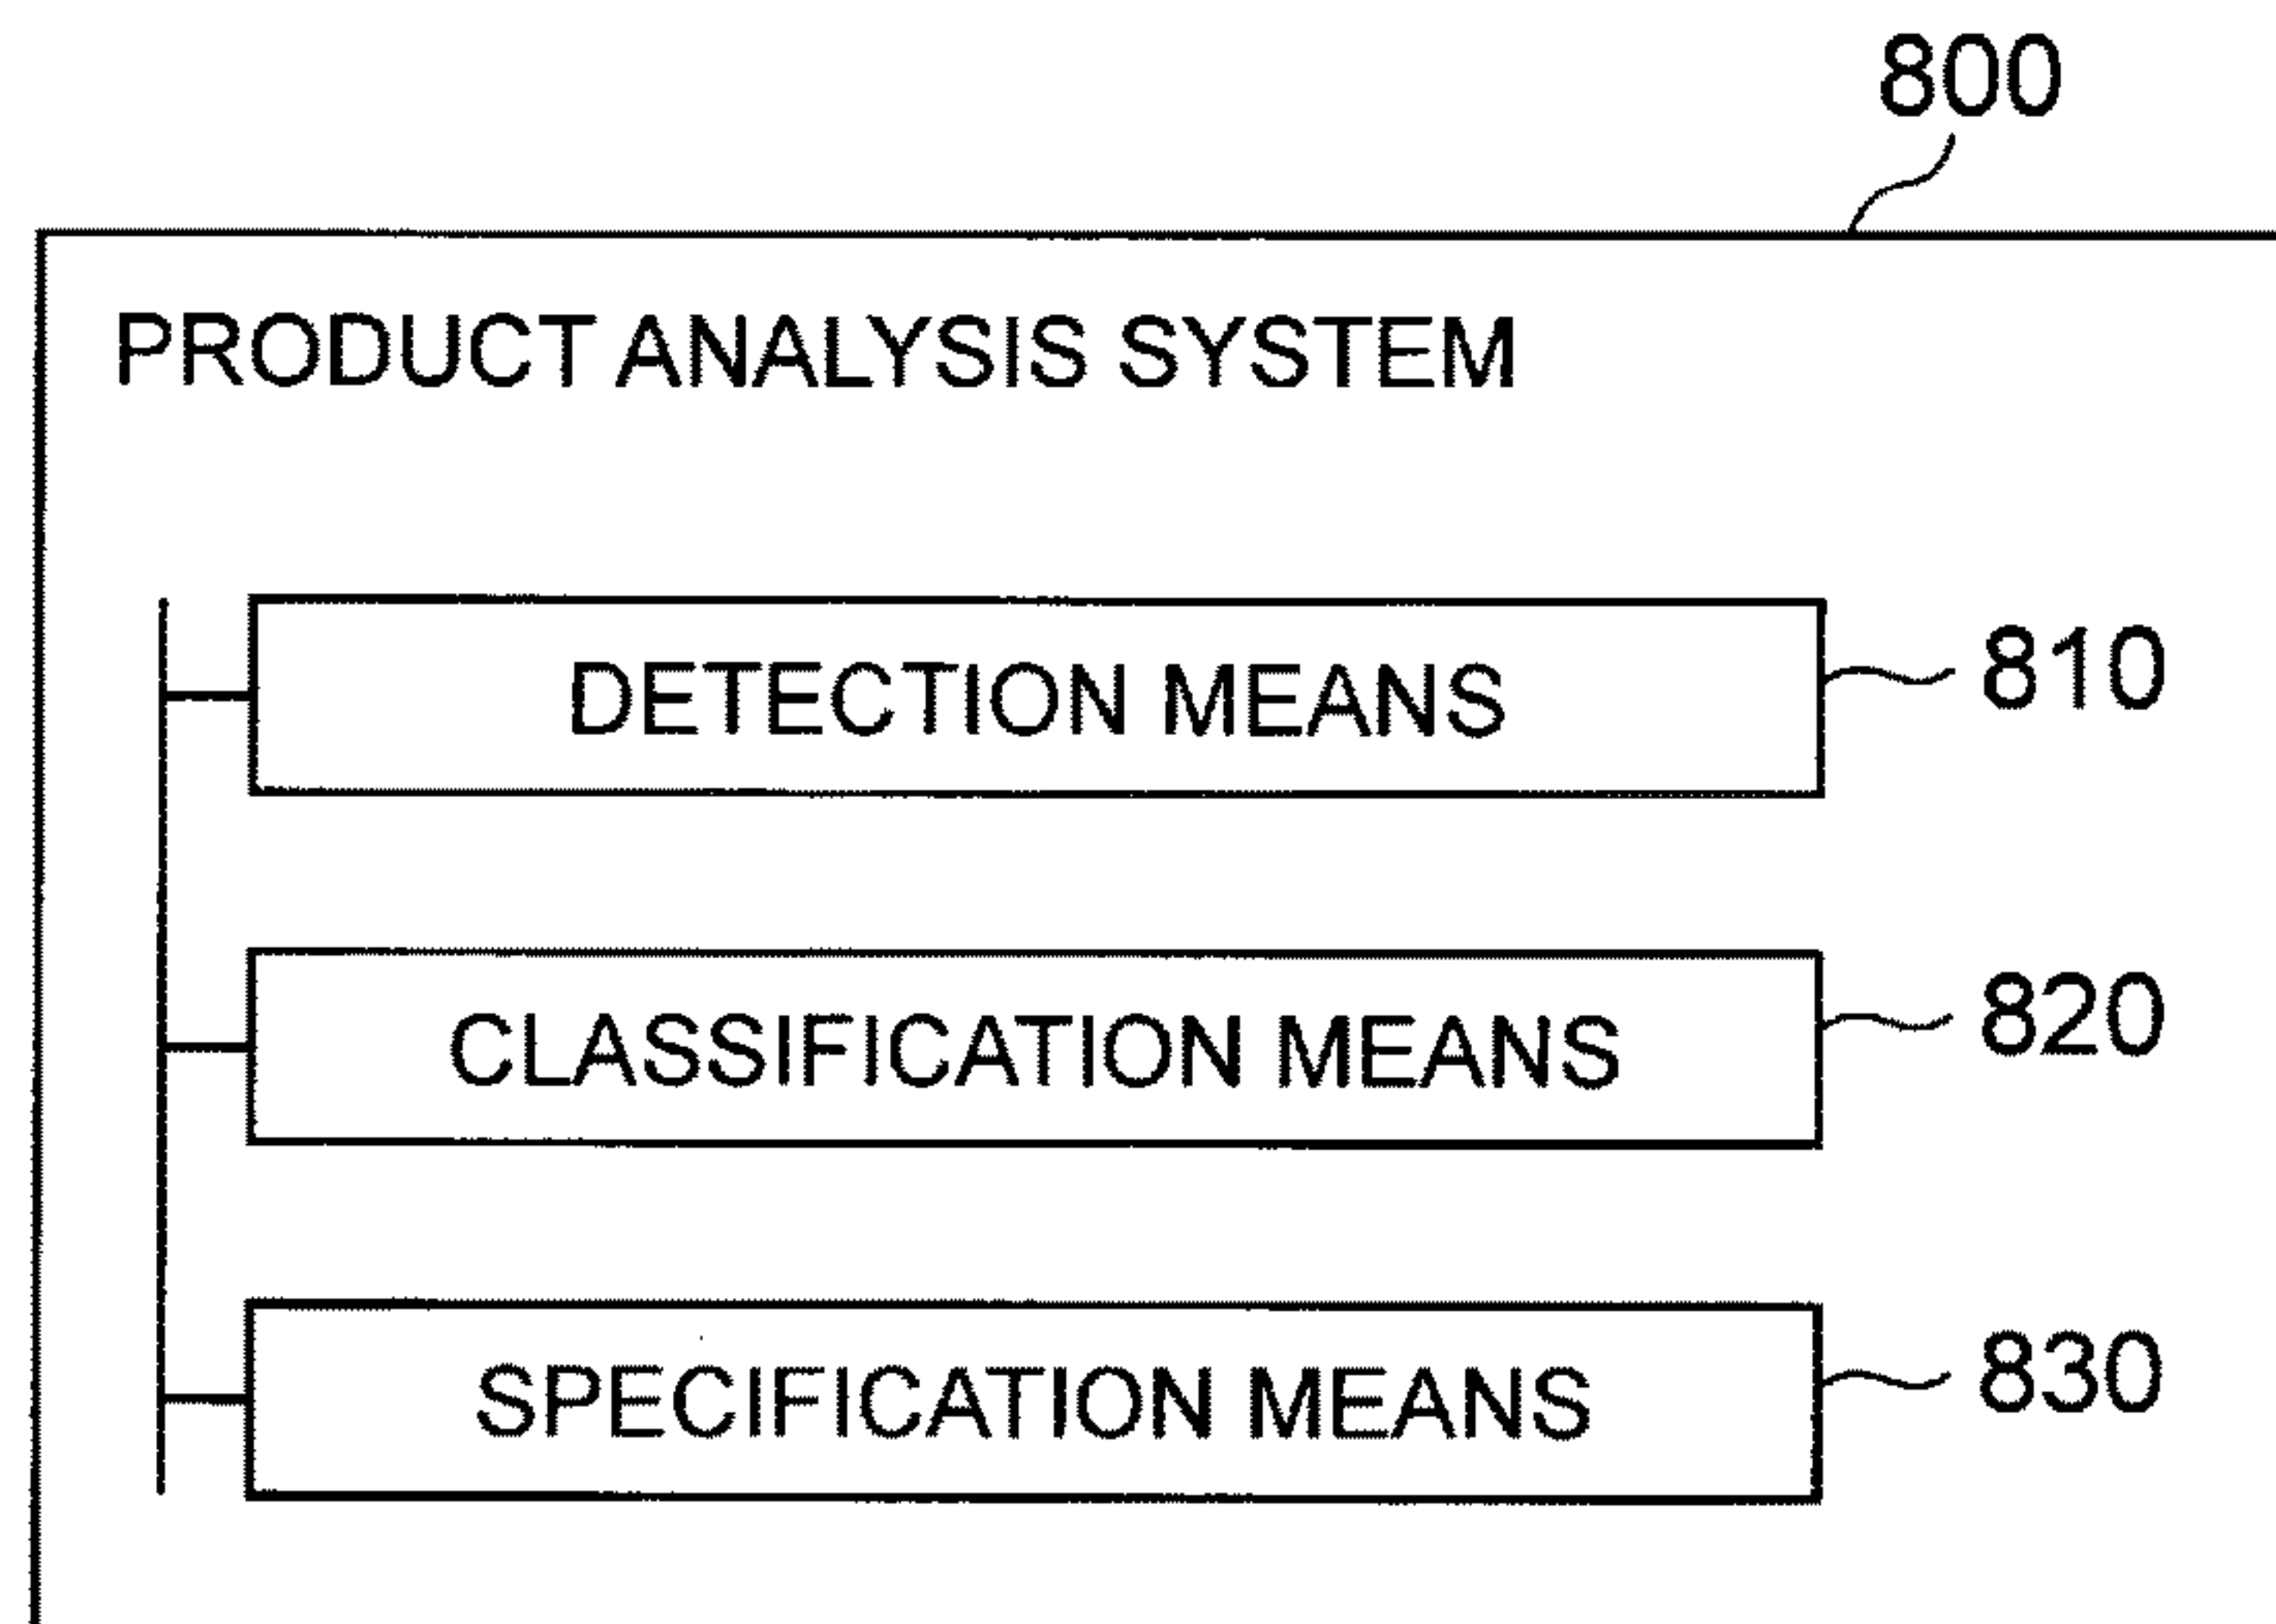 800
PRODUCT ANALYSIS SYSTEM
DETECTION MEANS 810
CLASSIFICATION MEANS 820
SPECIFICATION MEANS 830